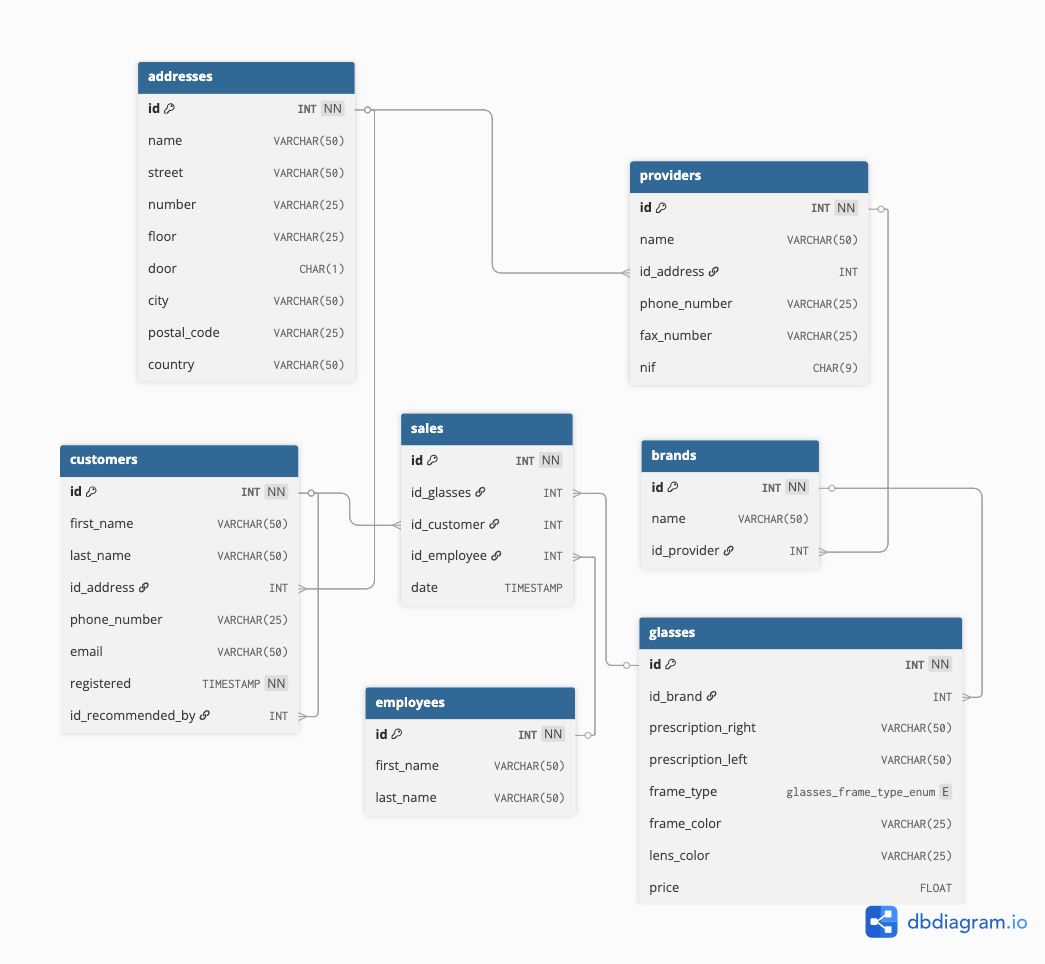 addresses
id INT NN
name VARCHAR(50)
street VARCHAR(50)
number VARCHAR(25)
floor VARCHAR(25)
door CHAR(1)
city VARCHAR(50)
postal_code VARCHAR(25)
country VARCHAR(50)
providers
id INT NN
name VARCHAR(50)
id_address INT
phone_number VARCHAR(25)
fax_number VARCHAR(25)
nif CHAR(9)
customers
id INT NN
first_name VARCHAR(50)
last_name VARCHAR(50)
id_address INT
phone_number VARCHAR(25)
email VARCHAR(50)
registered TIMESTAMP NN
id_recommended_by INT
sales
id INT NN
id_glasses INT
id_customer INT
id_employee INT
date TIMESTAMP
brands
id INT NN
name VARCHAR(50)
id_provider INT
employees
id INT NN
first_name VARCHAR(50)
last_name VARCHAR(50)
glasses
id INT NN
id_brand INT
prescription_right VARCHAR(50)
prescription_left VARCHAR(50)
frame_type glasses_frame_type_enum E
frame_color VARCHAR(25)
lens_color VARCHAR(25)
price FLOAT
dbdiagram.io